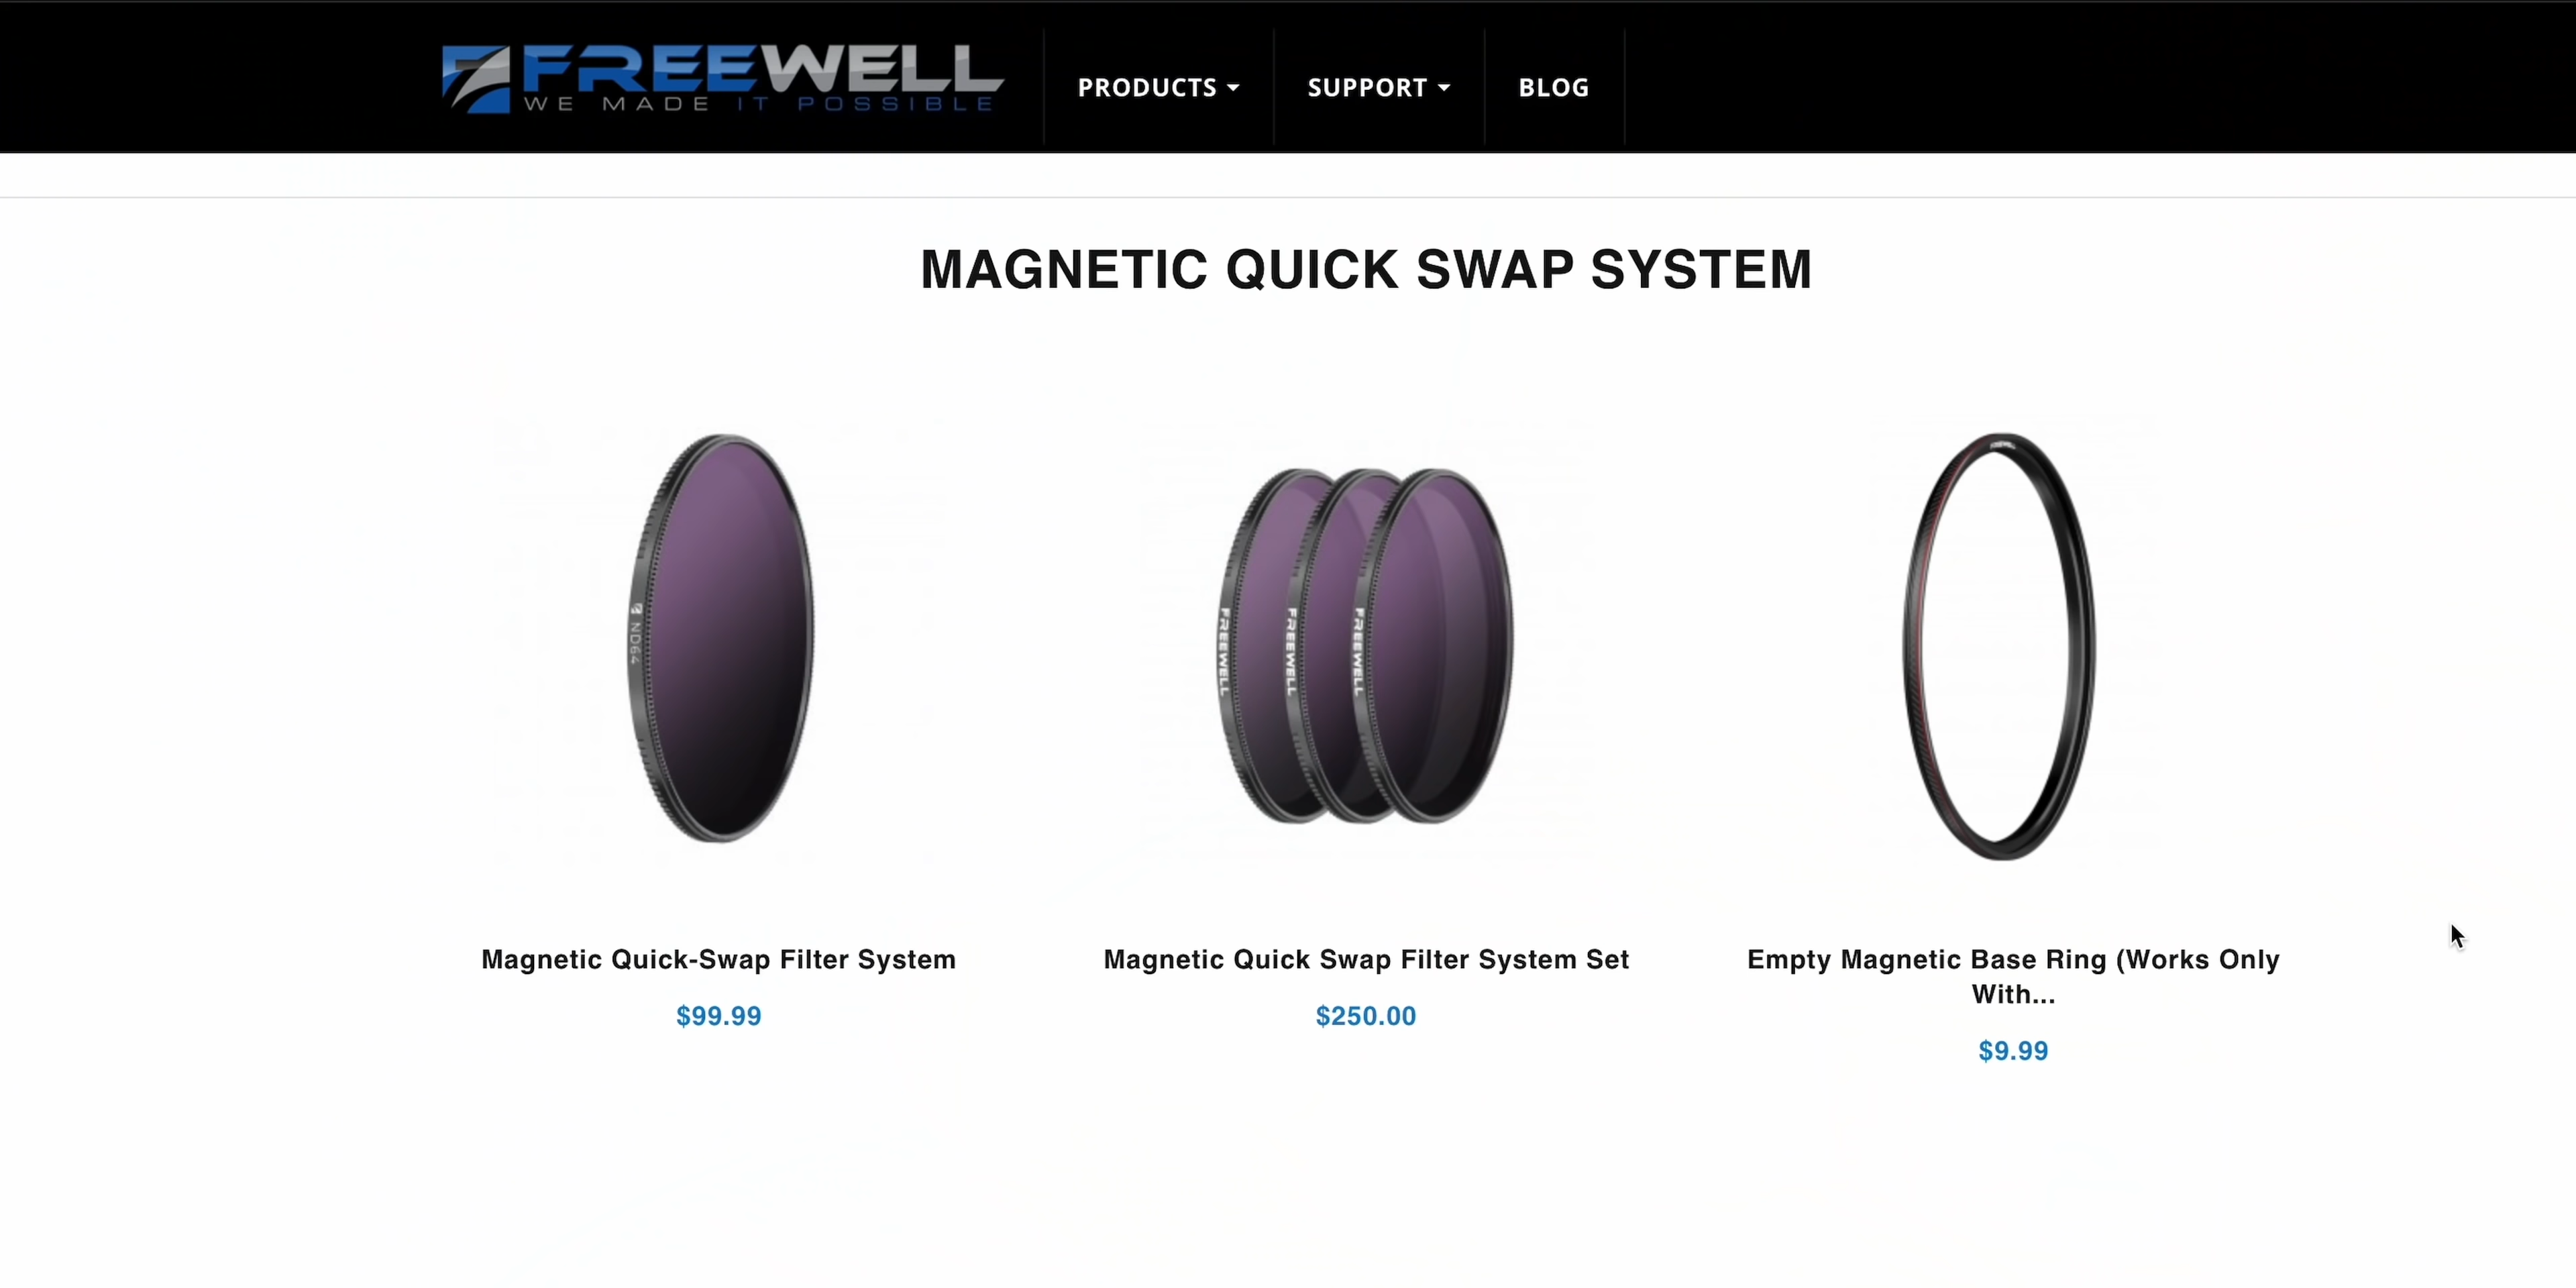 FREEWELL
WE MADE IT POSSIBLE
PRODUCTS
SUPPORT
BLOG
MAGNETIC QUICK SWAP SYSTEM
ND64
FREEWELL
FREEWELL
FREEWELL
Magnetic Quick-Swap Filter System
$99.99
Magnetic Quick Swap Filter System Set
$250.00
Empty Magnetic Base Ring (Works Only
With...
$9.99